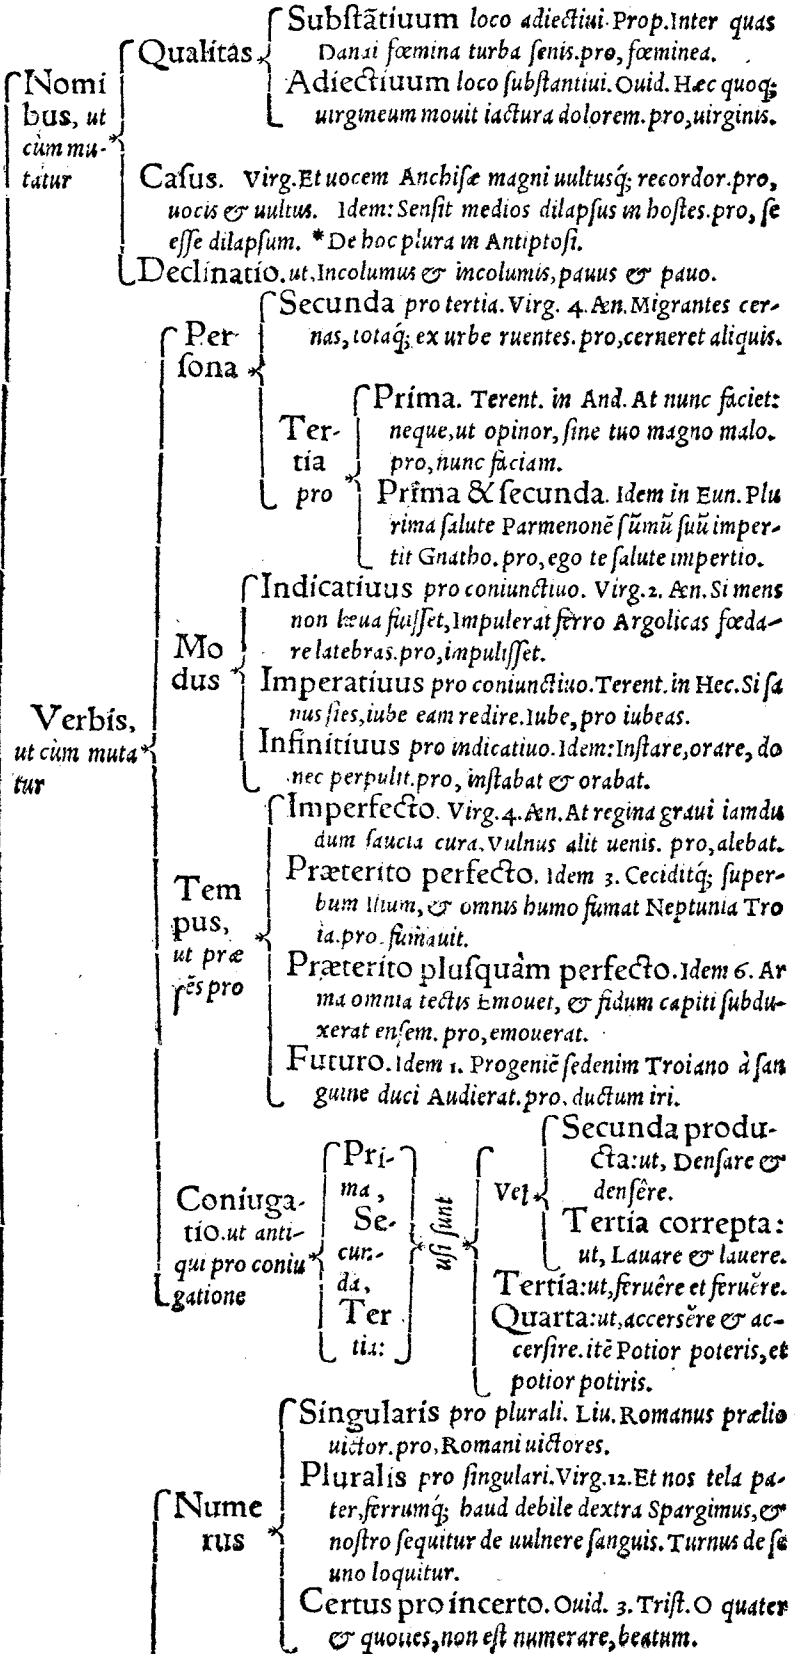 Nomi
bus, ut
cùm mu-
tatur
Qualitas
Subſtãtiuum loco adiectiui. Prop. Inter quas
Danai fœmina turba ſenis. pro, fœminea.
Adiectiuum loco ſubſtantiui. Ouid. Hæc quoq;
uirgineum mouit iactura dolorem. pro, uirginis.
Caſus. Virg. Et uocem Anchiſæ magni uultusq́; recordor. pro,
uocis & uultus. Idem: Senſit medios dilapſus in hoſtes. pro, ſe
eſſe dilapſum. *De hoc plura in Antiptoſi.
Declinatio. ut, Incolumus & incolumis, pauus & pauo.
Verbis,
ut cùm muta
tur
Per
ſona
Secunda pro tertia. Virg. 4. Æn. Migrantes cer-
nas, totaq́; ex urbe ruentes. pro, cerneret aliquis.
Ter-
tia
pro
Prima. Terent. in And. At nunc faciet:
neque, ut opinor, ſine tuo magno malo.
pro, nunc faciam.
Prima & ſecunda. Idem in Eun. Plu
rima ſalute Parmenonẽ ſũmũ ſuũ imper-
tit Gnatho. pro, ego te ſalute impertio.
Mo
dus
Indicatiuus pro coniunctiuo. Virg. 2. Æn. Si mens
non læua fuiſſet, Impulerat ferro Argolicas fœda-
re latebras. pro, impuliſſet.
Imperatiuus pro coniunctiuo. Terent. in Hec. Si ſa
nus ſies, iube eam redire. Iube, pro iubeas.
Infinitiuus pro indicatiuo. Idem: Inſtare, orare, do
nec perpulit. pro, inſtabat & orabat.
Tem
pus,
ut præ
ſẽs pro
Imperfecto. Virg. 4. Æn. At regina graui iamdu
dum ſaucia cura, Vulnus alit uenis. pro, alebat.
Præterito perfecto. Idem 3. Ceciditq́; ſuper-
bum Ilium, & omnis humo fumat Neptunia Tro
ia. pro. fumauit.
Præterito pluſquàm perfecto. Idem 6. Ar
ma omnia tectis Emouet, & fidum capiti ſubdu-
xerat enſem. pro, emouerat.
Futuro. Idem 1. Progeniẽ ſedenim Troiano à ſan
guine duci Audierat. pro, ductum iri.
Coniuga-
tio. ut anti-
qui pro coniu
gatione
Pri-
ma,
Se-
cun-
da,
Ter
tia:
uſi ſunt
Vel
Secunda produ-
cta: ut, Denſare &
denſêre.
Tertia correpta:
ut, Lauare & lauere.
Tertia: ut, feruêre et feruĕre.
Quarta: ut, accersĕre & ac-
cerſire. itẽ Potior poteris, et
potior potiris.
Nume
rus
Singularis pro plurali. Liu. Romanus prælio
uictor. pro, Romani uictores.
Pluralis pro ſingulari. Virg. 12. Et nos tela pa-
ter, ferrumq́; haud debile dextra Spargimus, &
noſtro ſequitur de uulnere ſanguis. Turnus de ſe
uno loquitur.
Certus pro incerto. Ouid. 3. Triſt. O quater
& quoties, non eſt numerare, beatum.